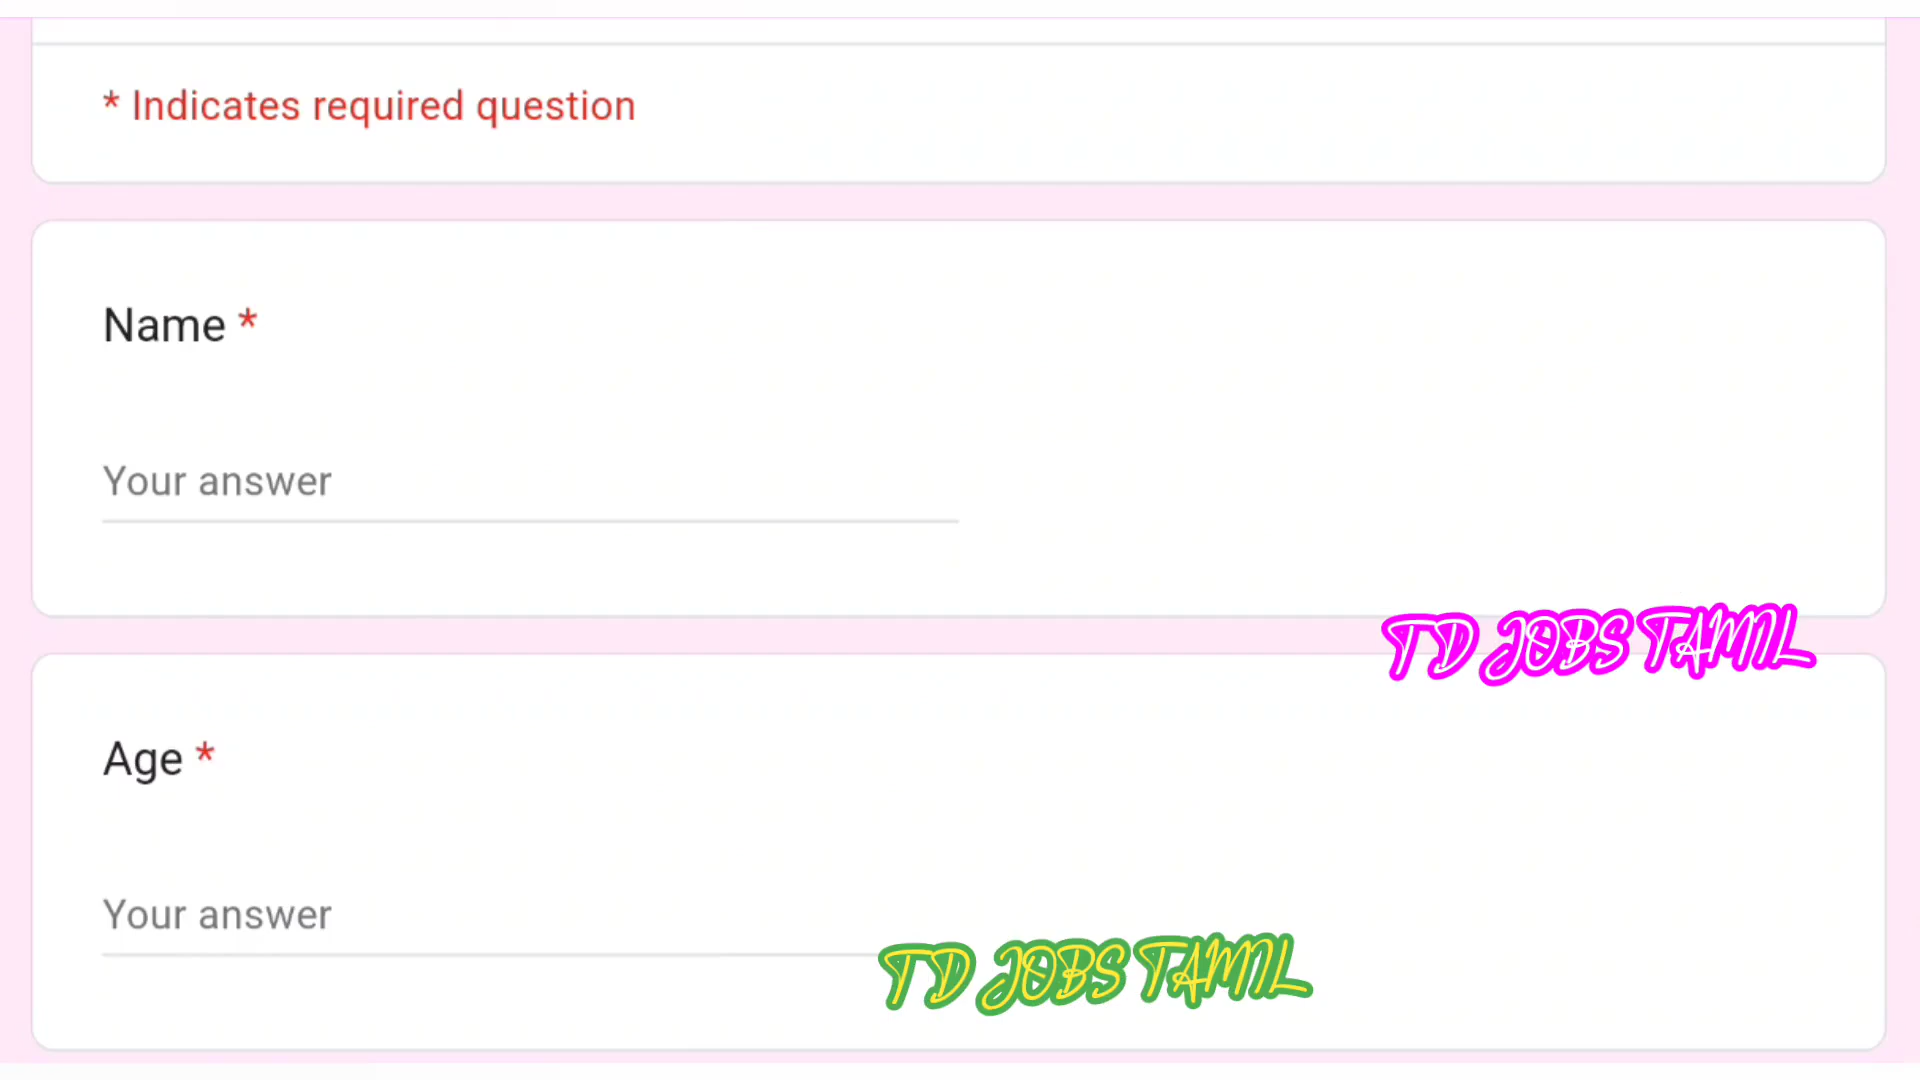 * Indicates required question
Name *
Your answer
TD JOBS TAMIL
Age *
Your answer
TD JOBS TAMIL